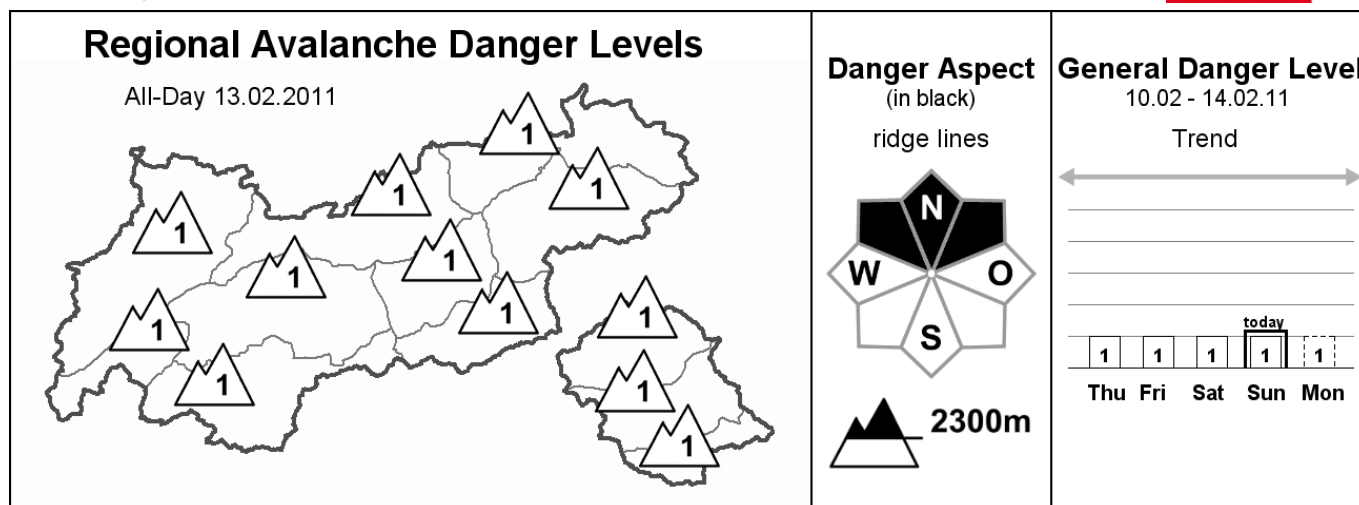 Regional Avalanche Danger Levels
All-Day 13.02.2011
1
1
1
1
1
1
1
1
1
1
1
1
Danger Aspect
(in black)
ridge lines
N
W
O
S
2300m
General Danger Level
10.02 - 14.02.11
Trend
today
1 1 1 1 1
Thu Fri Sat Sun Mon